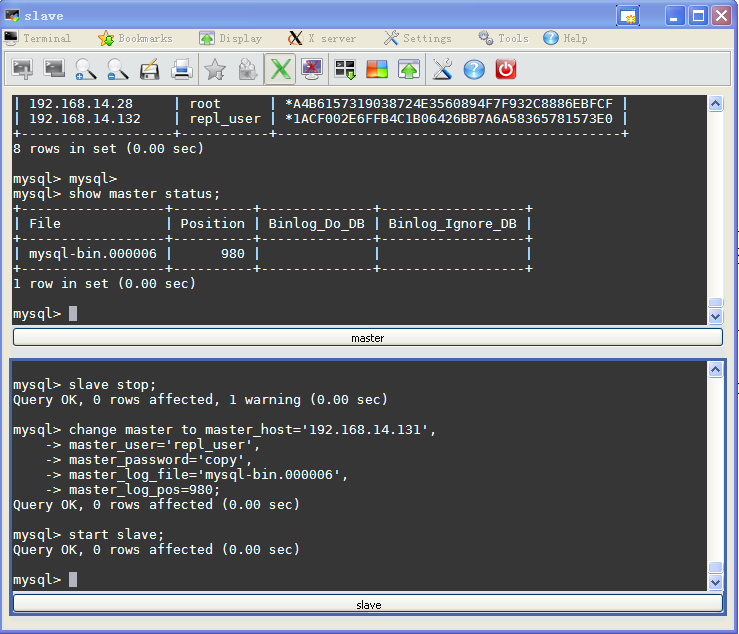 slave
Terminal Bookmarks Display X server Settings Tools Help
| 192.168.14.28     | root      | *A4B6157319038724E3560894F7F932C8886EBFCF |
| 192.168.14.132    | repl_user | *1ACF002E6FFB4C1B06426BB7A6A58365781573E0 |
+-------------------+-----------+-------------------------------------------+
8 rows in set (0.00 sec)
mysql> mysql>
mysql> show master status;
+------------------+----------+--------------+------------------+
| File             | Position | Binlog_Do_DB | Binlog_Ignore_DB |
+------------------+----------+--------------+------------------+
| mysql-bin.000006 |      980 |              |                  |
+------------------+----------+--------------+------------------+
1 row in set (0.00 sec)
mysql>
master
mysql> slave stop;
Query OK, 0 rows affected, 1 warning (0.00 sec)
mysql> change master to master_host='192.168.14.131',
    -> master_user='repl_user',
    -> master_password='copy',
    -> master_log_file='mysql-bin.000006',
    -> master_log_pos=980;
Query OK, 0 rows affected (0.00 sec)
mysql> start slave;
Query OK, 0 rows affected (0.00 sec)
mysql>
slave